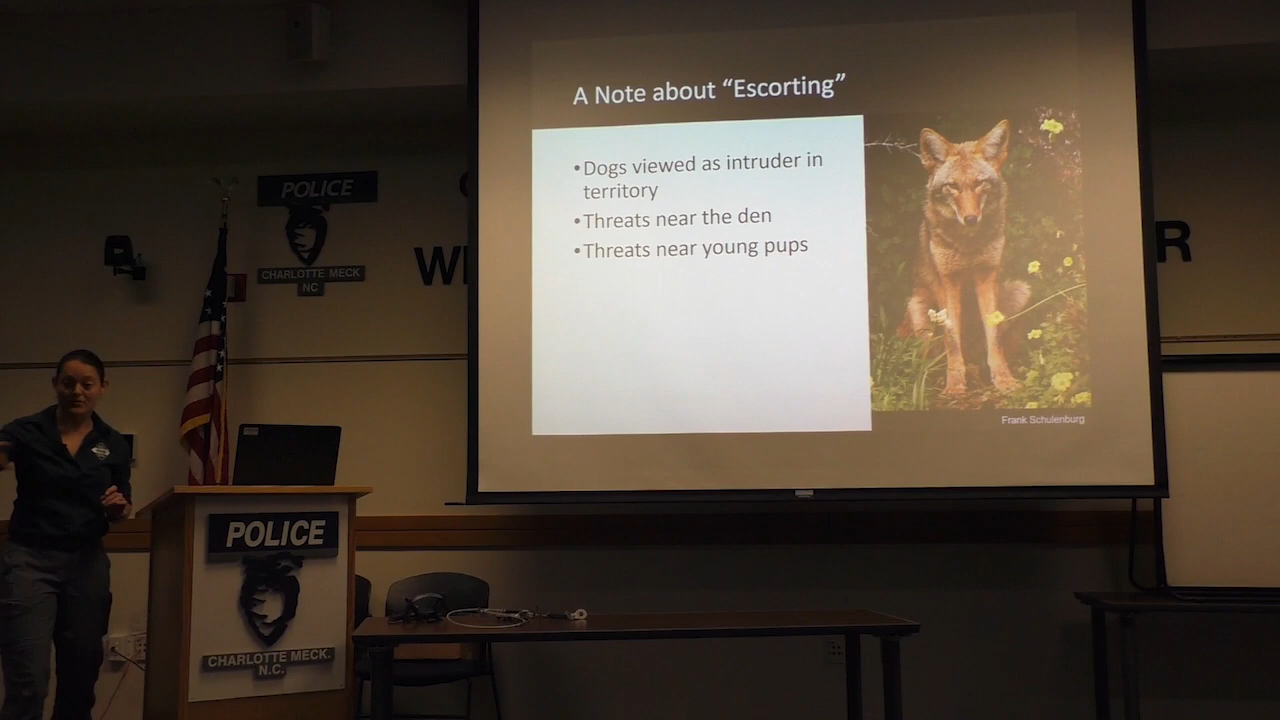 A Note about “Escorting”
•Dogs viewed as intruder in
territory
•Threats near the den
•Threats near young pups
Frank Schulenburg
POLICE
CHARLOTTE MECK
NC
POLICE
CHARLOTTE MECK.
N.C.